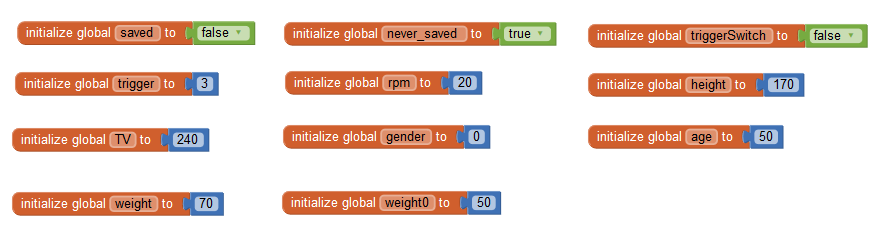 initialize global saved to false
initialize global never_saved to true
initialize global triggerSwitch to false
initialize global trigger to 3
initialize global rpm to 20
initialize global height to 170
initialize global TV to 240
initialize global gender to 0
initialize global age to 50
initialize global weight to 70
initialize global weight0 to 50